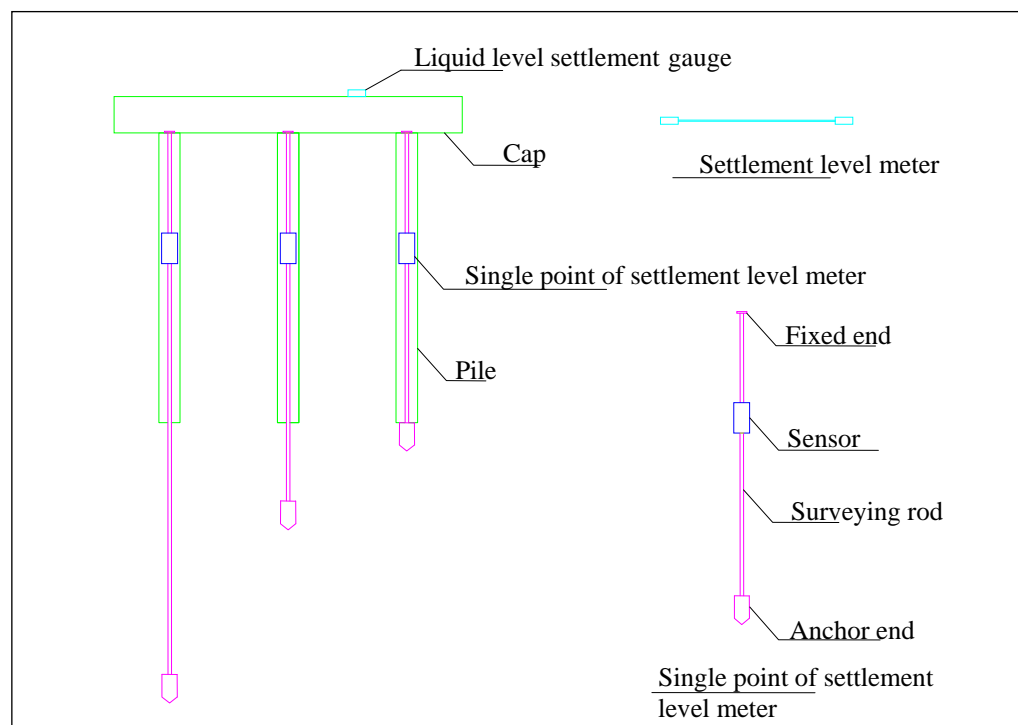 Liquid level settlement gauge
Cap
Settlement level meter
Single point of settlement level meter
Fixed end
Pile
Sensor
Surveying rod
Anchor end
Single point of settlement
level meter